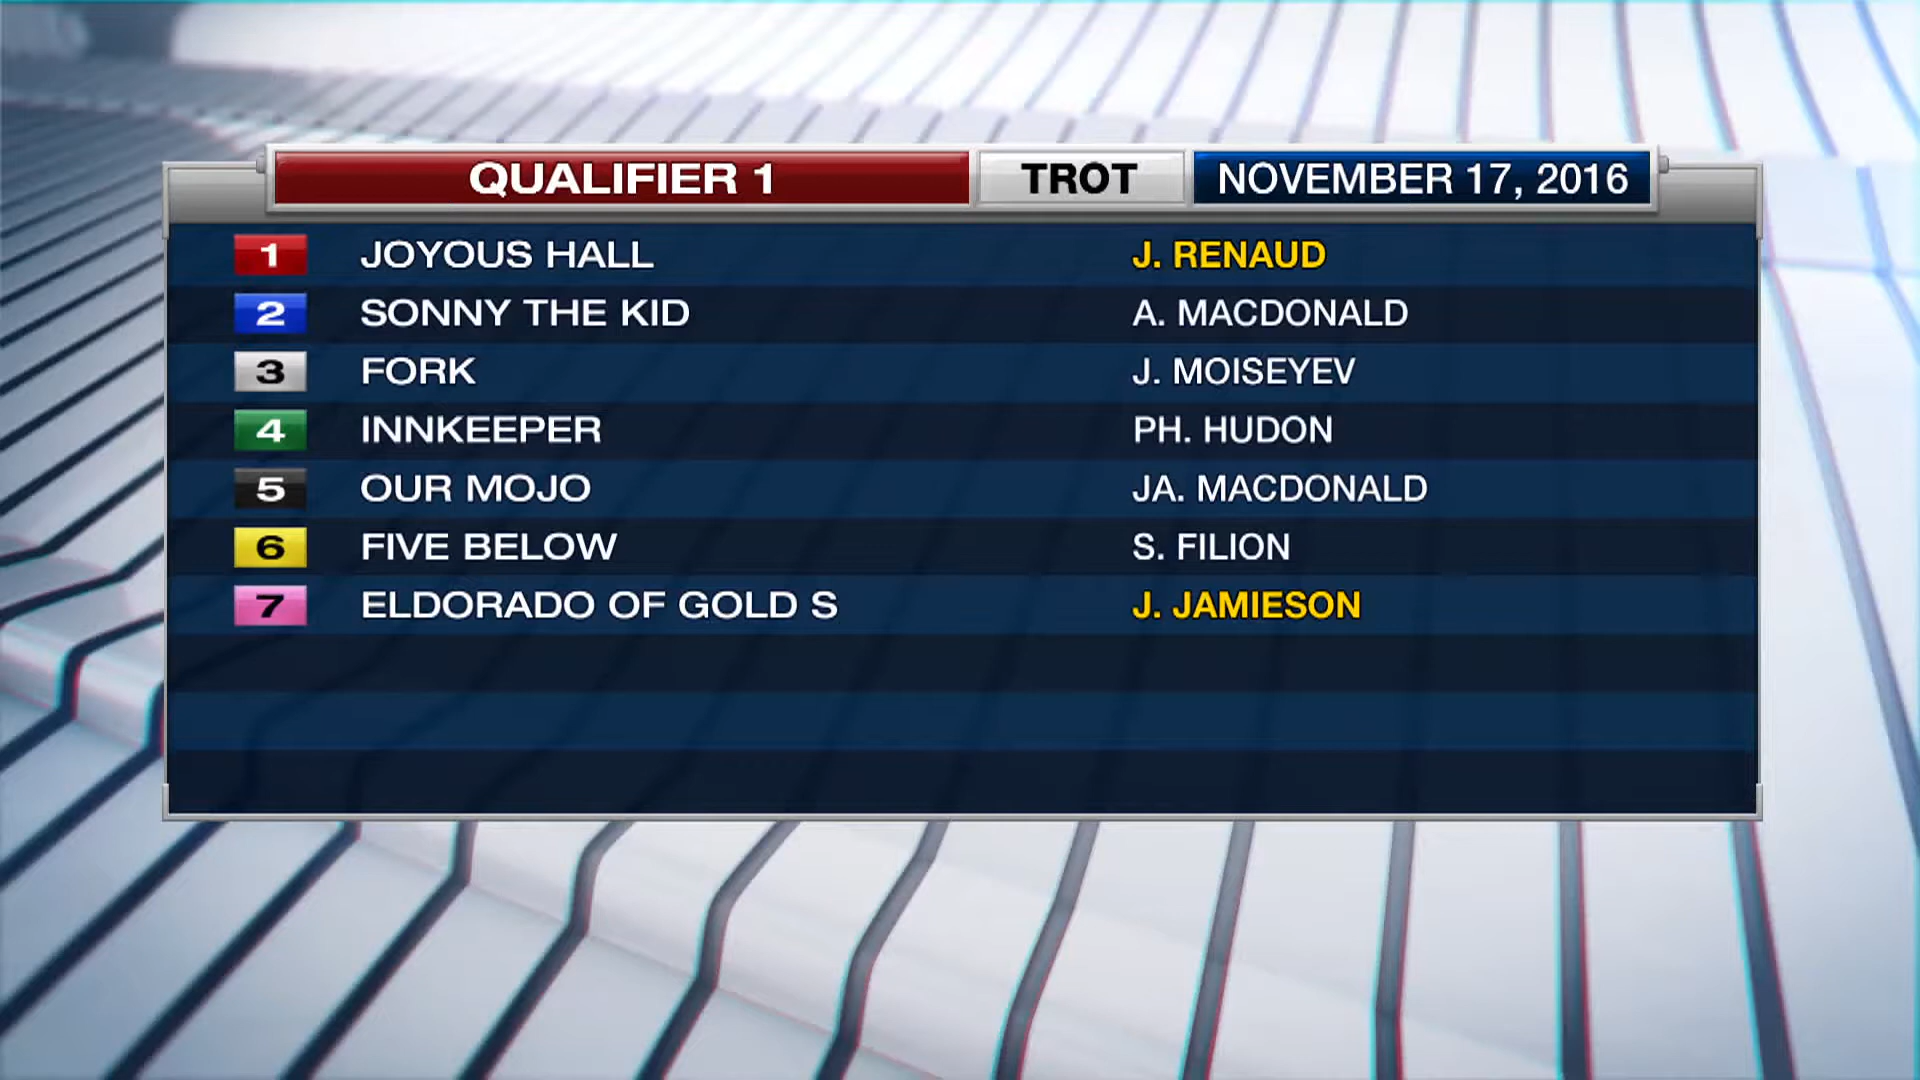 QUALIFIER 1 TROT NOVEMBER 17, 2016
1 JOYOUS HALL J. RENAUD
2 SONNY THE KID A. MACDONALD
3 FORK J. MOISEYEV
4 INNKEEPER PH. HUDON
5 OUR MOJO JA. MACDONALD
6 FIVE BELOW S. FILION
7 ELDORADO OF GOLD S J. JAMIESON